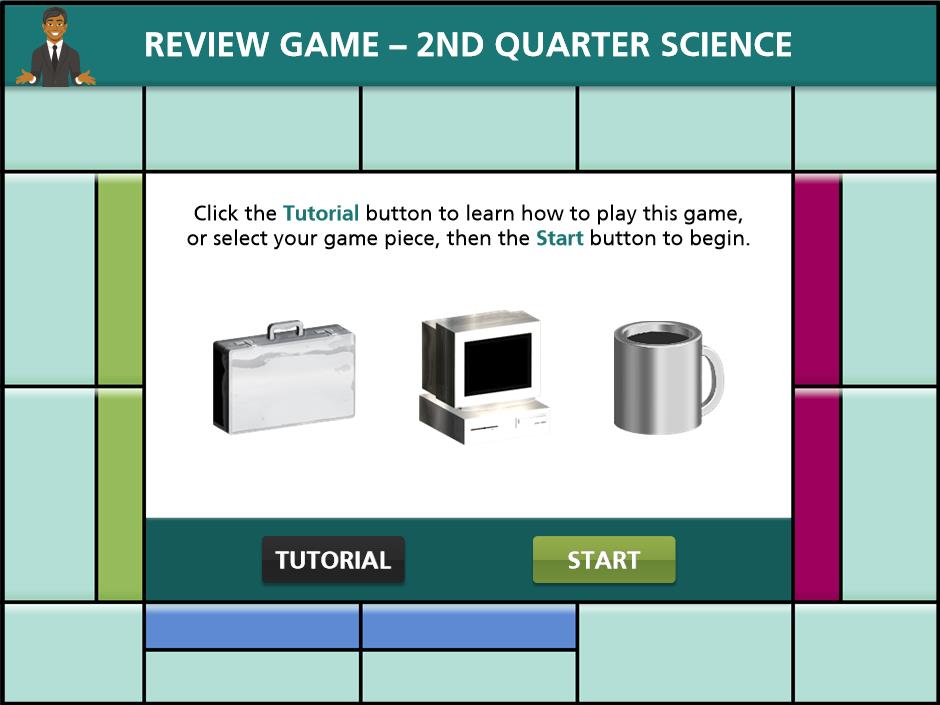 REVIEW GAME – 2ND QUARTER SCIENCE
Click the Tutorial button to learn how to play this game,
or select your game piece, then the Start button to begin.
TUTORIAL
START